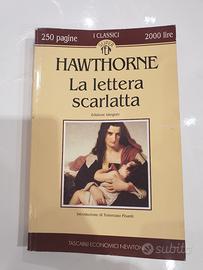 250 pagine
I CLASSICI
2000 lire
HAWTHORNE
La lettera
scarlatta
Edizione integrale
Introduzione di Tommaso Pisanti
TASCABILI ECONOMICI NEWTON
subito